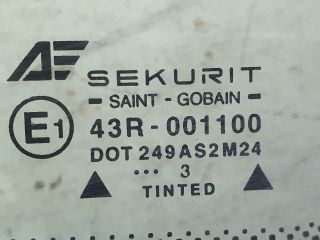 SEKURIT
– SAINT - GOBAIN –
E1 43R-001100
DOT 249AS2M24
··· 3
TINTED